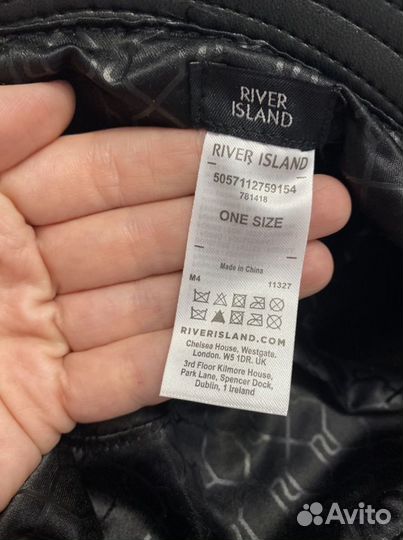 RIVER
ISLAND
RIVER ISLAND
5057112759154
781418
ONE SIZE
Made in China
M4 11327
RIVERISLAND.COM
Chelsea House, Westgate.
London. W5 1DR. UK
3rd Floor Kilmore House,
Park Lane, Spencer Dock,
Dublin, 1 Ireland
Avito